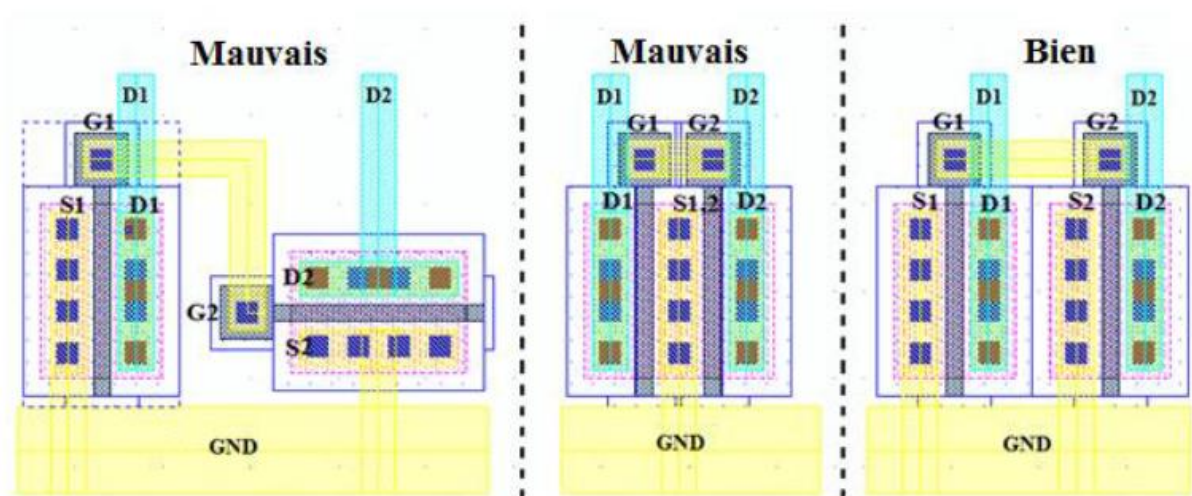 Mauvais
D1
D2
G1
S1
D1
D2
G2
S2
GND
Mauvais
D1
D2
G1
G2
D1
S1,2
D2
GND
Bien
D1
D2
G1
G2
S1
D1
S2
D2
GND